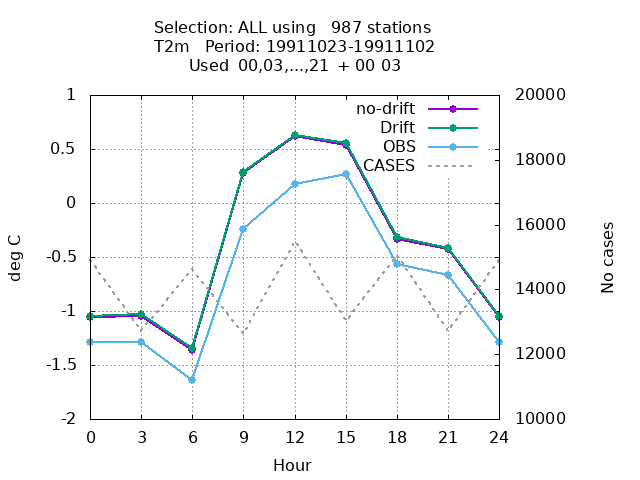 Selection: ALL using 987 stations
T2m Period: 19911023-19911102
Used 00,03,...,21 + 00 03
1
0.5
0
-0.5
-1
-1.5
-2
20000
18000
16000
14000
12000
10000
no-drift
Drift
OBS
CASES
deg C
No cases
0 3 6 9 12 15 18 21 24
Hour